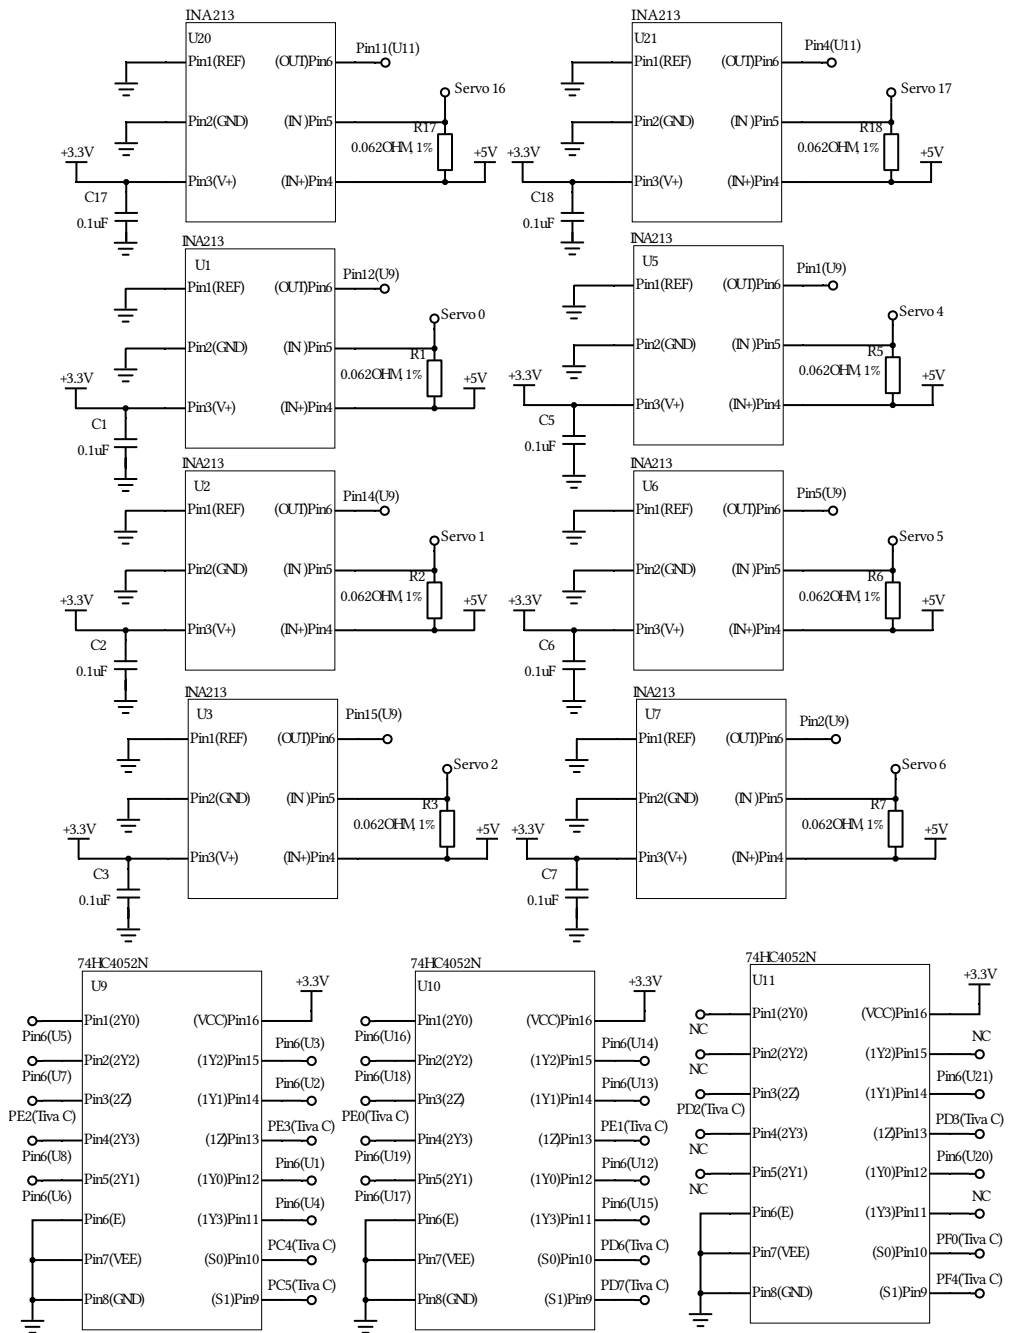 INA213
U20
Pin1(REF)
(OUT)Pin6
Pin11(U11)
Servo 16
Pin2(GND)
(IN )Pin5
R17
0.062OHM, 1%
+3.3V
+5V
Pin3(V+)
(IN+)Pin4
C17
0.1uF
INA213
U21
Pin1(REF)
(OUT)Pin6
Pin4(U11)
Servo 17
Pin2(GND)
(IN )Pin5
R18
0.062OHM, 1%
+3.3V
+5V
Pin3(V+)
(IN+)Pin4
C18
0.1uF
INA213
U1
Pin1(REF)
(OUT)Pin6
Pin12(U9)
Servo 0
Pin2(GND)
(IN )Pin5
R1
0.062OHM, 1%
+3.3V
+5V
Pin3(V+)
(IN+)Pin4
C1
0.1uF
INA213
U5
Pin1(REF)
(OUT)Pin6
Pin1(U9)
Servo 4
Pin2(GND)
(IN )Pin5
R5
0.062OHM, 1%
+3.3V
+5V
Pin3(V+)
(IN+)Pin4
C5
0.1uF
INA213
U2
Pin1(REF)
(OUT)Pin6
Pin14(U9)
Servo 1
Pin2(GND)
(IN )Pin5
R2
0.062OHM, 1%
+3.3V
+5V
Pin3(V+)
(IN+)Pin4
C2
0.1uF
INA213
U6
Pin1(REF)
(OUT)Pin6
Pin5(U9)
Servo 5
Pin2(GND)
(IN )Pin5
R6
0.062OHM, 1%
+3.3V
+5V
Pin3(V+)
(IN+)Pin4
C6
0.1uF
INA213
U3
Pin1(REF)
(OUT)Pin6
Pin15(U9)
Servo 2
Pin2(GND)
(IN )Pin5
R3
0.062OHM, 1%
+3.3V
+5V
Pin3(V+)
(IN+)Pin4
C3
0.1uF
INA213
U7
Pin1(REF)
(OUT)Pin6
Pin2(U9)
Servo 6
Pin2(GND)
(IN )Pin5
R7
0.062OHM, 1%
+3.3V
+5V
Pin3(V+)
(IN+)Pin4
C7
0.1uF
74HC4052N
U9
+3.3V
Pin1(2Y0)
(VCC)Pin16
Pin6(U5)
Pin6(U3)
Pin2(2Y2)
(1Y2)Pin15
Pin6(U7)
Pin6(U2)
Pin3(2Z)
(1Y1)Pin14
PE2(Tiva C)
PE3(Tiva C)
Pin4(2Y3)
(1Z)Pin13
Pin6(U8)
Pin6(U1)
Pin5(2Y1)
(1Y0)Pin12
Pin6(U6)
Pin6(U4)
Pin6(E)
(1Y3)Pin11
PC4(Tiva C)
Pin7(VEE)
(S0)Pin10
PC5(Tiva C)
Pin8(GND)
(S1)Pin9
74HC4052N
U10
+3.3V
Pin1(2Y0)
(VCC)Pin16
Pin6(U16)
Pin6(U14)
Pin2(2Y2)
(1Y2)Pin15
Pin6(U18)
Pin6(U13)
Pin3(2Z)
(1Y1)Pin14
PE0(Tiva C)
PE1(Tiva C)
Pin4(2Y3)
(1Z)Pin13
Pin6(U19)
Pin6(U12)
Pin5(2Y1)
(1Y0)Pin12
Pin6(U17)
Pin6(U15)
Pin6(E)
(1Y3)Pin11
PD6(Tiva C)
Pin7(VEE)
(S0)Pin10
PD7(Tiva C)
Pin8(GND)
(S1)Pin9
74HC4052N
U11
+3.3V
Pin1(2Y0)
(VCC)Pin16
NC
NC
Pin2(2Y2)
(1Y2)Pin15
NC
Pin6(U21)
Pin3(2Z)
(1Y1)Pin14
PD2(Tiva C)
PD3(Tiva C)
Pin4(2Y3)
(1Z)Pin13
NC
Pin6(U20)
Pin5(2Y1)
(1Y0)Pin12
NC
NC
Pin6(E)
(1Y3)Pin11
PF0(Tiva C)
Pin7(VEE)
(S0)Pin10
PF4(Tiva C)
Pin8(GND)
(S1)Pin9